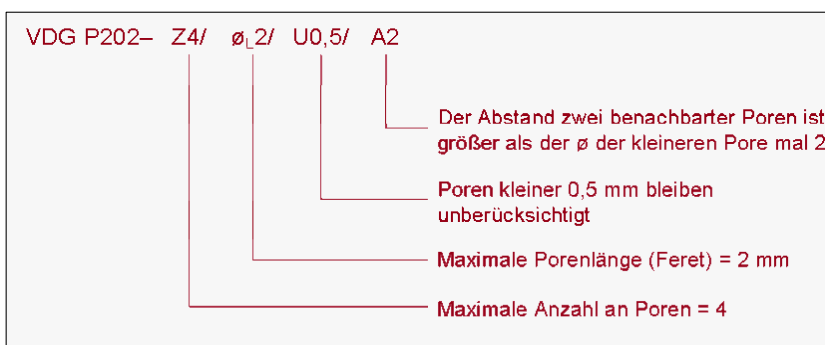 VDG P202– Z4/ øL2/ U0,5/ A2
Der Abstand zwei benachbarter Poren ist
größer als der ø der kleineren Pore mal 2
Poren kleiner 0,5 mm bleiben
unberücksichtigt
Maximale Porenlänge (Feret) = 2 mm
Maximale Anzahl an Poren = 4